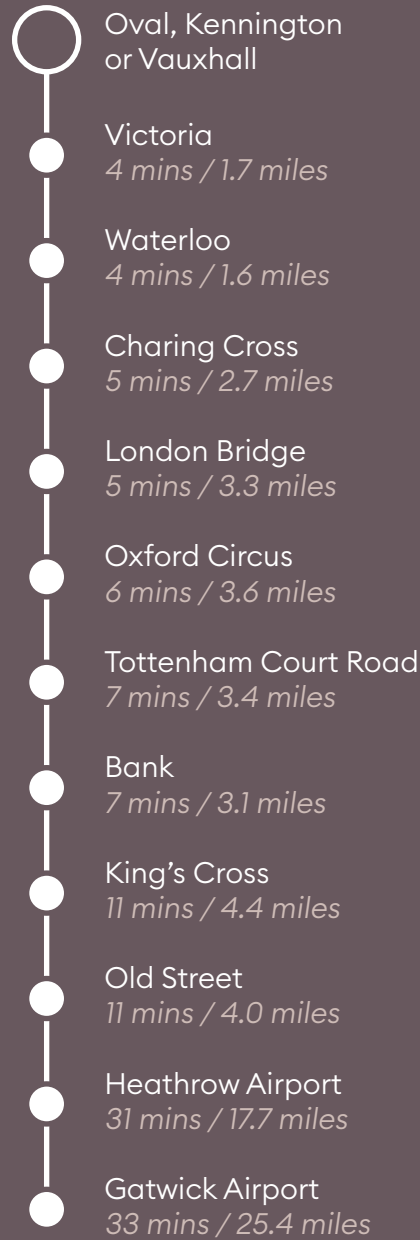 Oval, Kennington
or Vauxhall
Victoria
4 mins / 1.7 miles
Waterloo
4 mins / 1.6 miles
Charing Cross
5 mins / 2.7 miles
London Bridge
5 mins / 3.3 miles
Oxford Circus
6 mins / 3.6 miles
Tottenham Court Road
7 mins / 3.4 miles
Bank
7 mins / 3.1 miles
King’s Cross
11 mins / 4.4 miles
Old Street
11 mins / 4.0 miles
Heathrow Airport
31 mins / 17.7 miles
Gatwick Airport
33 mins / 25.4 miles